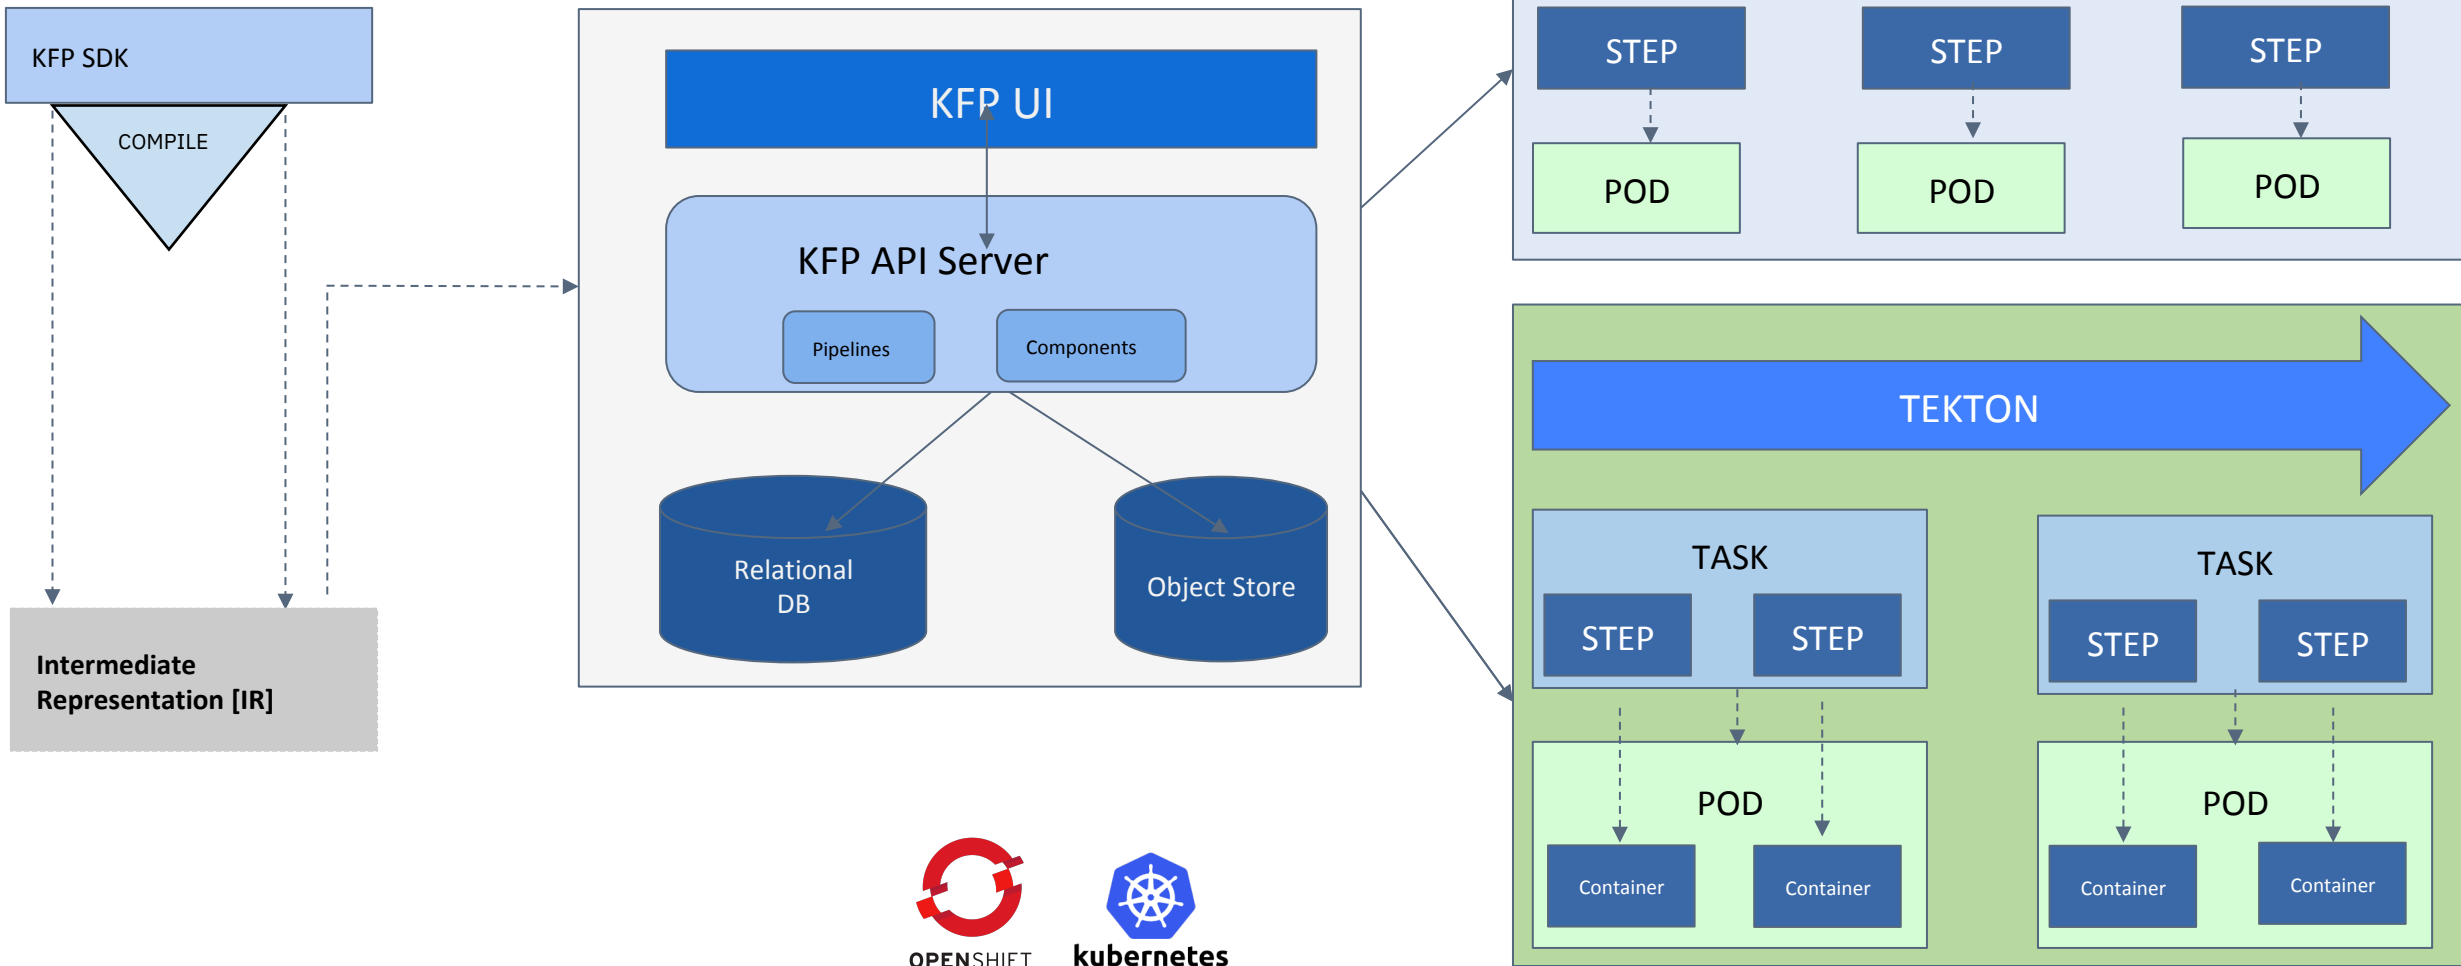 KFP SDK
COMPILE
Intermediate
Representation [IR]
KFP UI
KFP API Server
Pipelines
Components
Relational
DB
Object Store
OPENSHIFT
kubernetes
STEP
STEP
STEP
POD
POD
POD
TEKTON
TASK
STEP
STEP
POD
Container
Container
TASK
STEP
STEP
POD
Container
Container